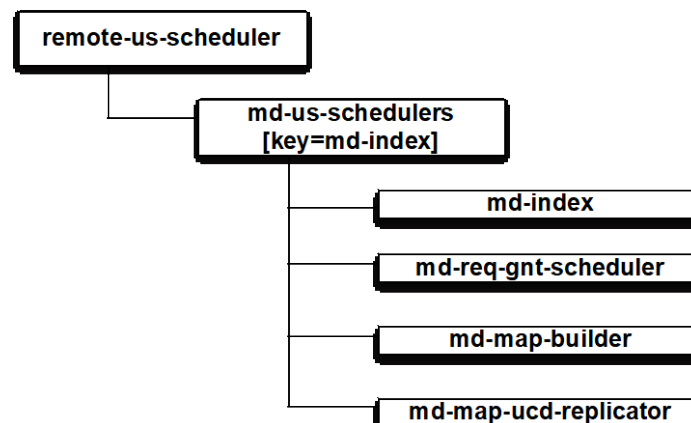 remote-us-scheduler
md-us-schedulers
[key=md-index]
md-index
md-req-gnt-scheduler
md-map-builder
md-map-ucd-replicator